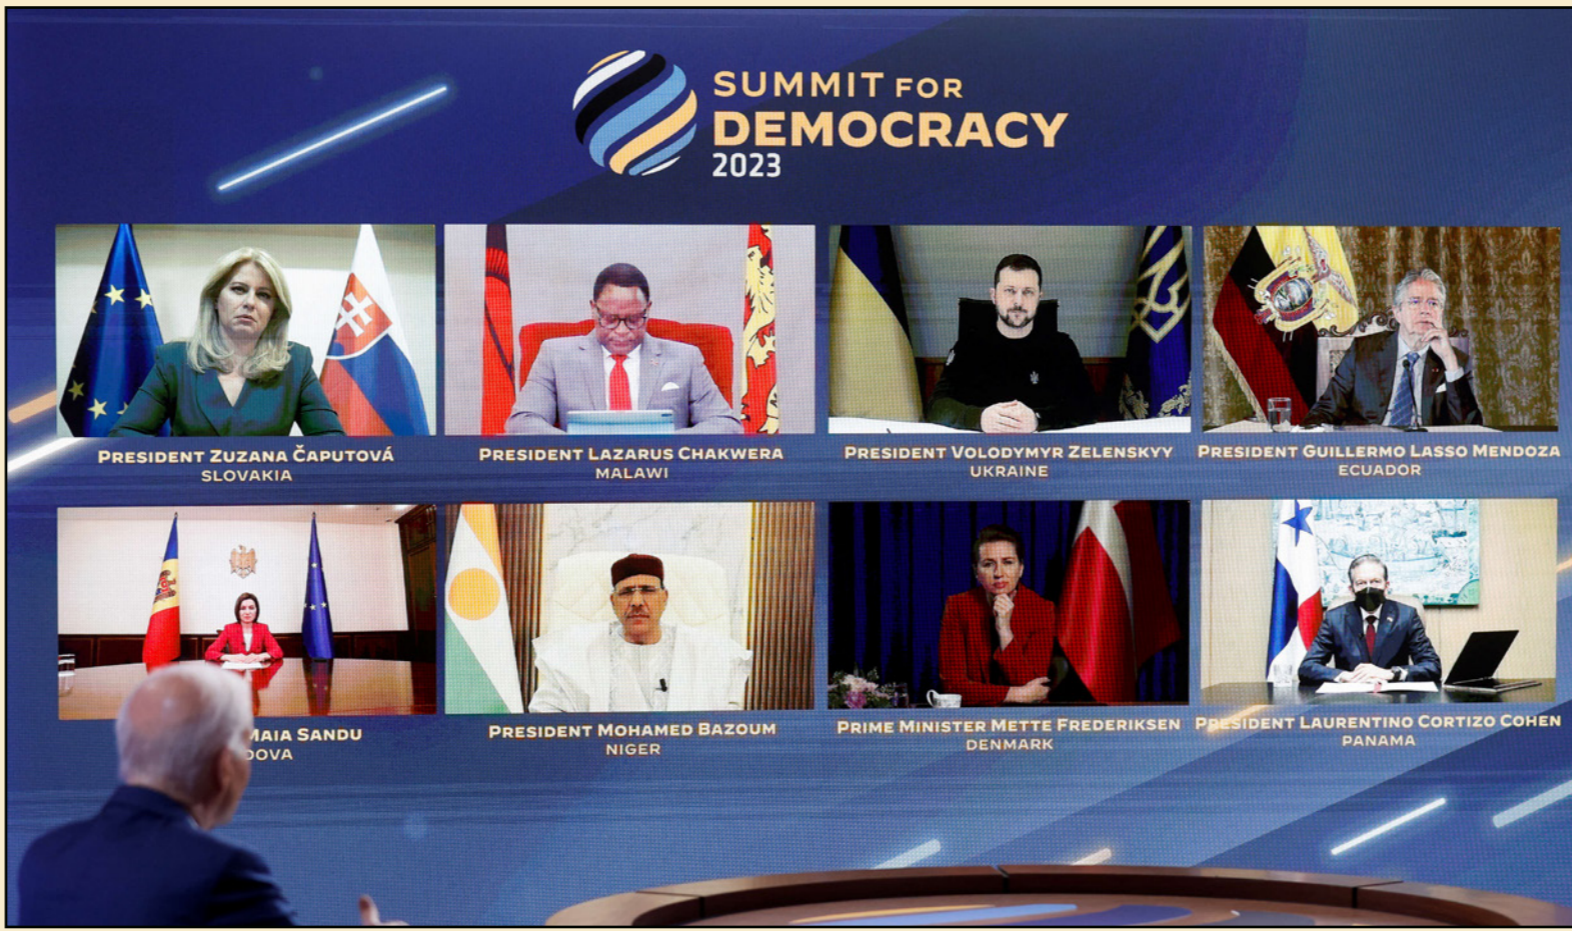 SUMMIT FOR
DEMOCRACY
2023
PRESIDENT ZUZANA ČAPUTOVÁ
SLOVAKIA
PRESIDENT LAZARUS CHAKWERA
MALAWI
PRESIDENT VOLODYMYR ZELENSKYY
UKRAINE
PRESIDENT GUILLERMO LASSO MENDOZA
ECUADOR
MAIA SANDU
DOVA
PRESIDENT MOHAMED BAZOUM
NIGER
PRIME MINISTER METTE FREDERIKSEN
DENMARK
PRESIDENT LAURENTINO CORTIZO COHEN
PANAMA